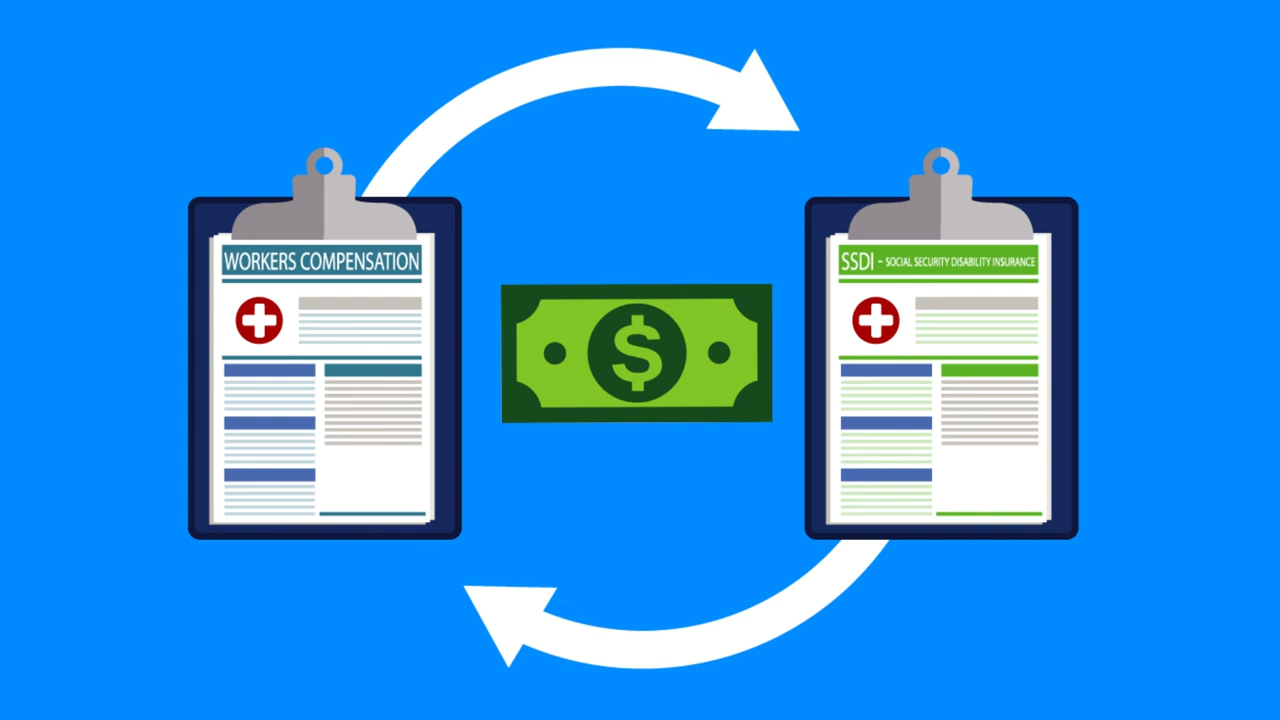 WORKERS COMPENSATION
SSDI - SOCIAL SECURITY DISABILITY INSURANCE
$